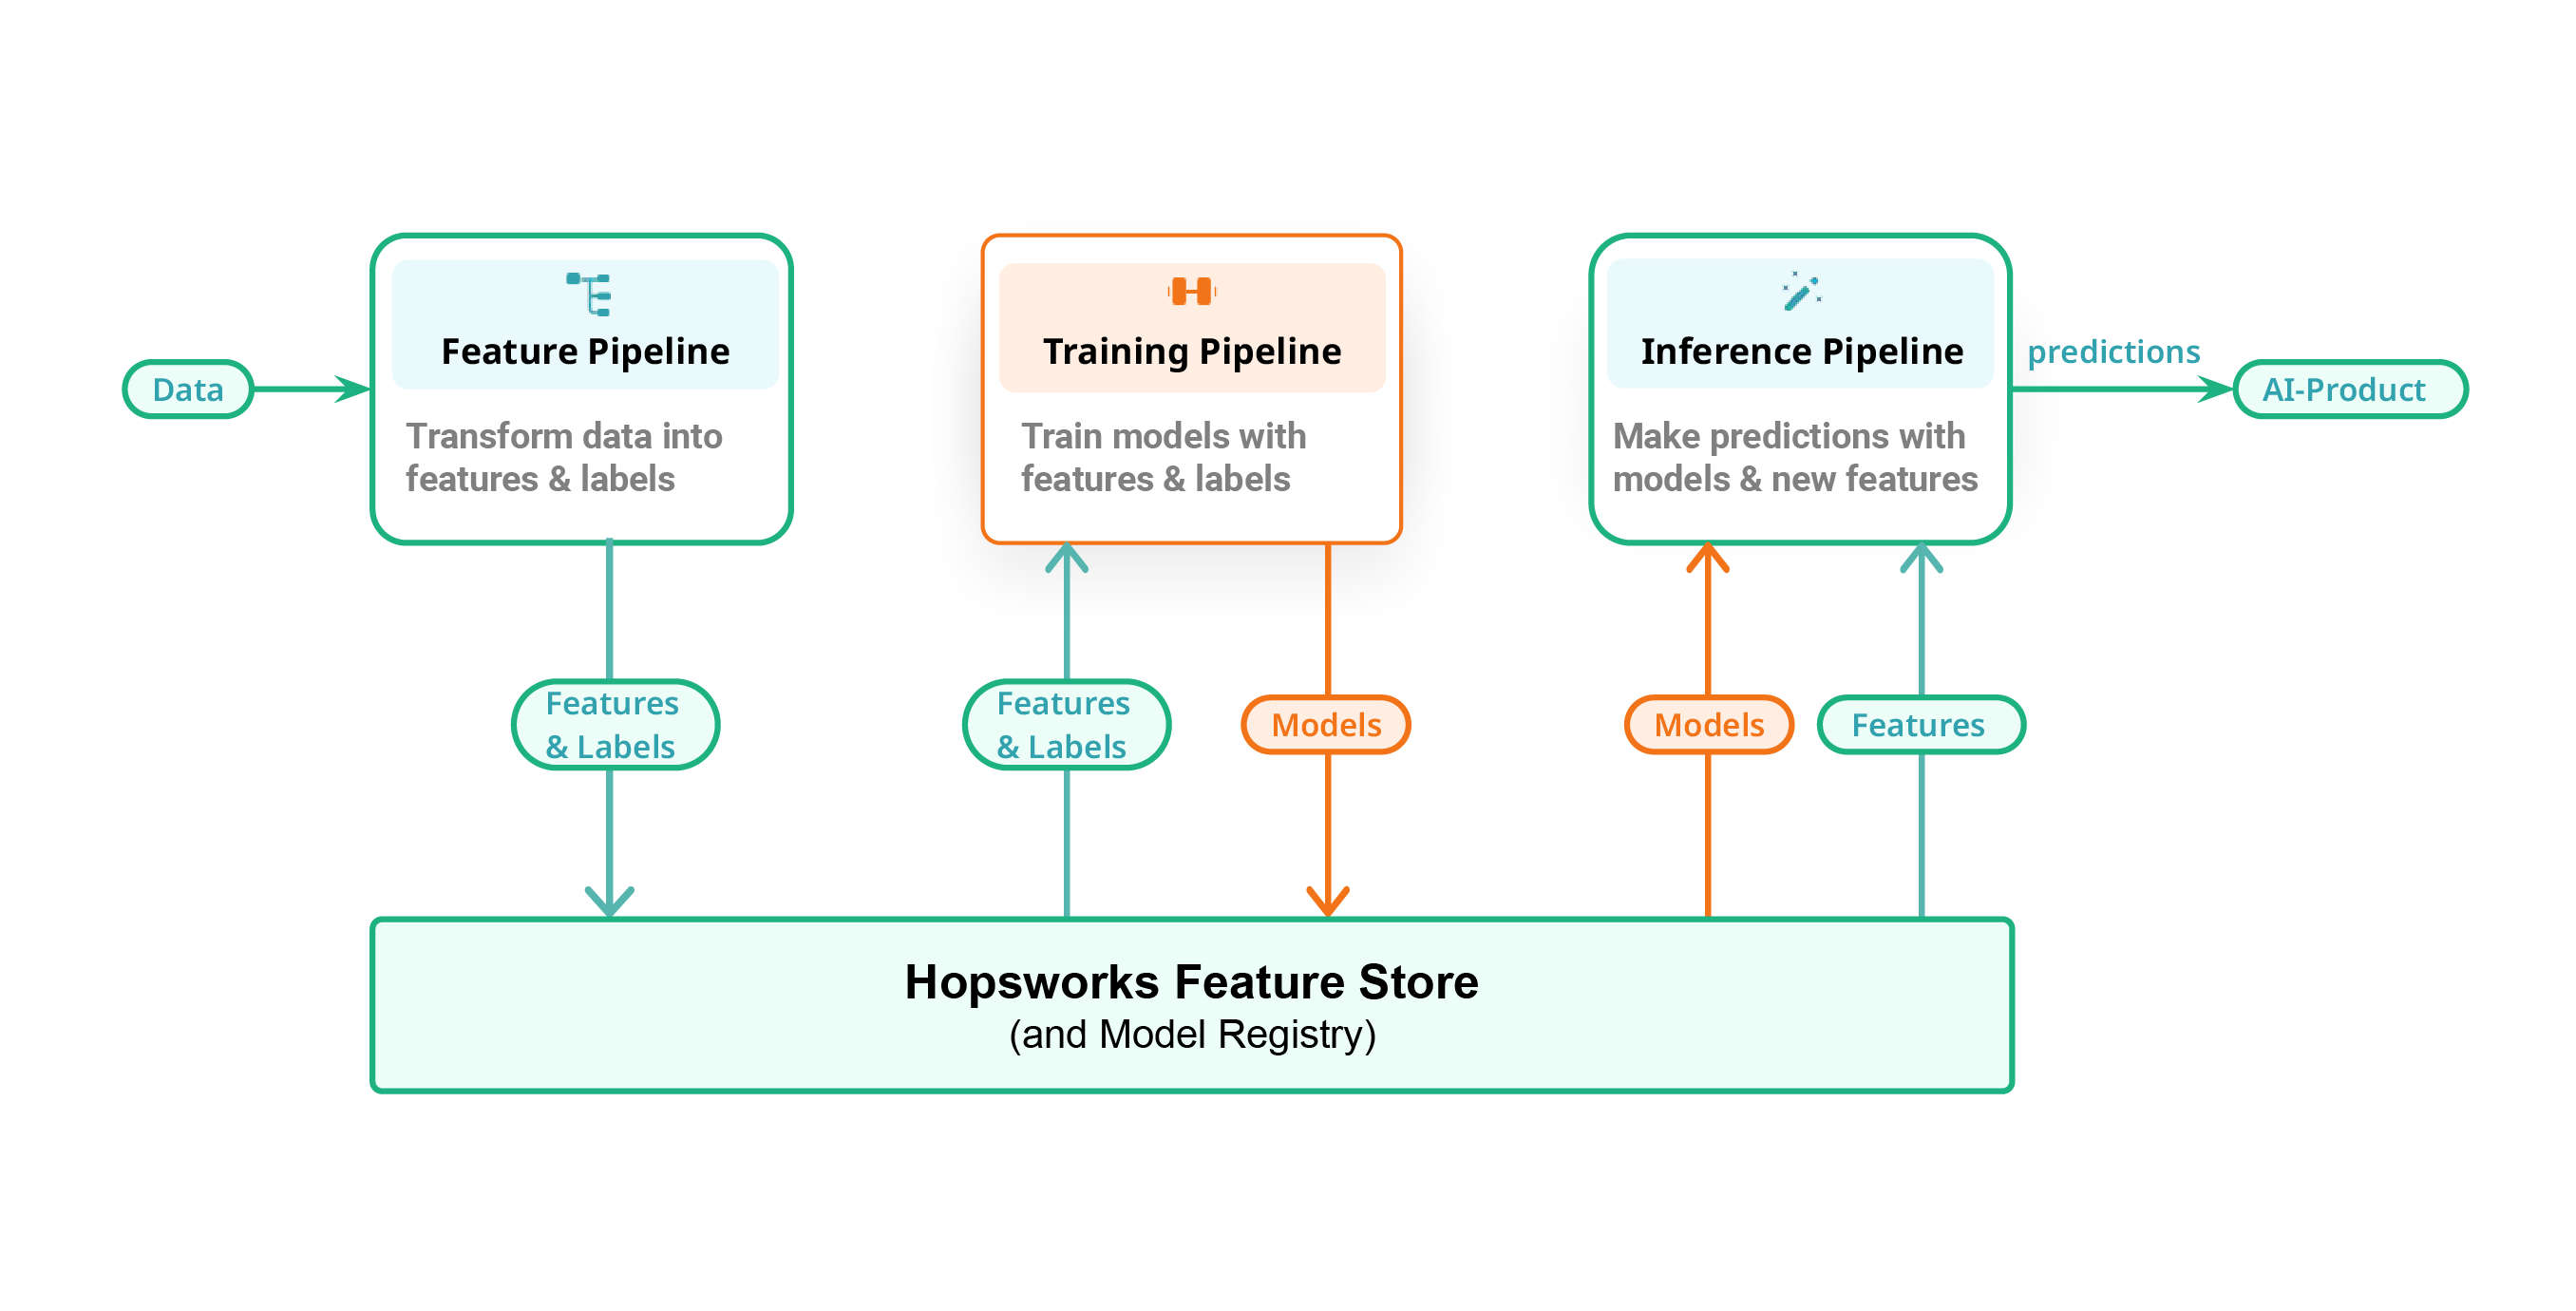 Feature Pipeline
Training Pipeline
Inference Pipeline
predictions
Data
AI-Product
Transform data into
features & labels
Train models with
features & labels
Make predictions with
models & new features
Features
& Labels
Features
& Labels
Models
Models
Features
Hopsworks Feature Store
(and Model Registry)